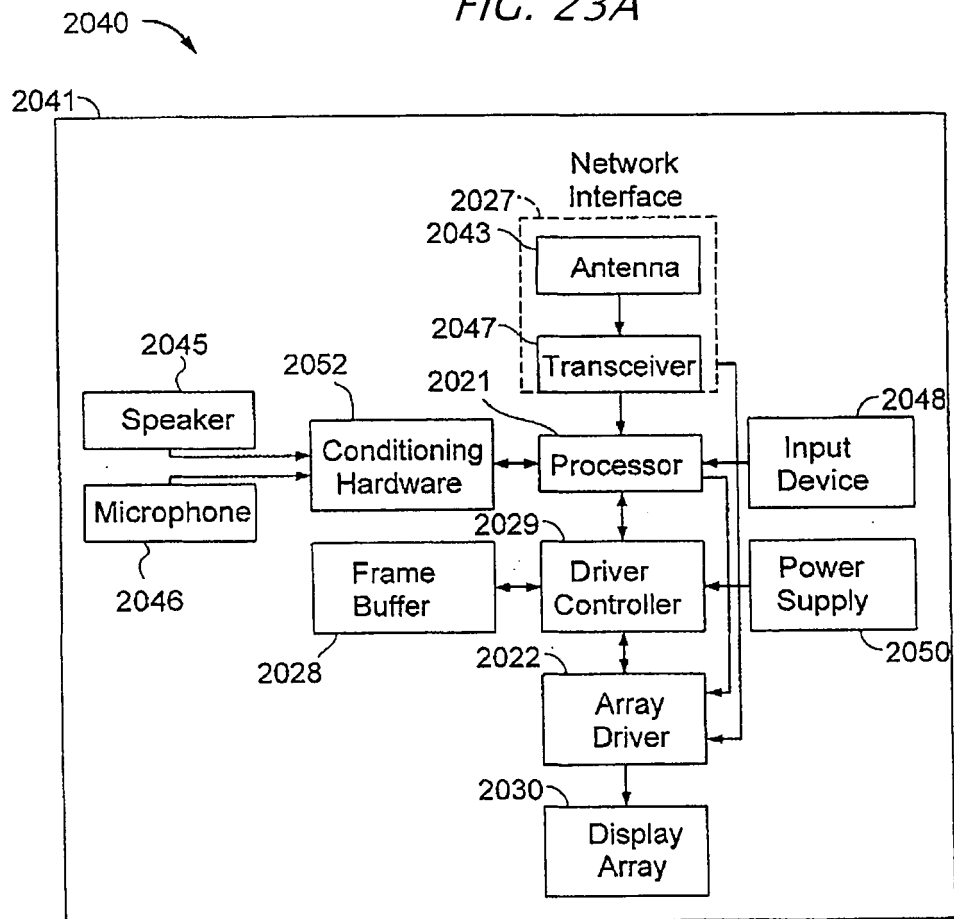 FIG. 23A
2040
2041
Network
Interface
2027
2043
Antenna
2047
Transceiver
2045
Speaker
2052
Conditioning
Hardware
2021
Processor
2048
Input
Device
Microphone
2046
2029
Driver
Controller
Frame
Buffer
2028
Power
Supply
2050
2022
Array
Driver
2030
Display
Array